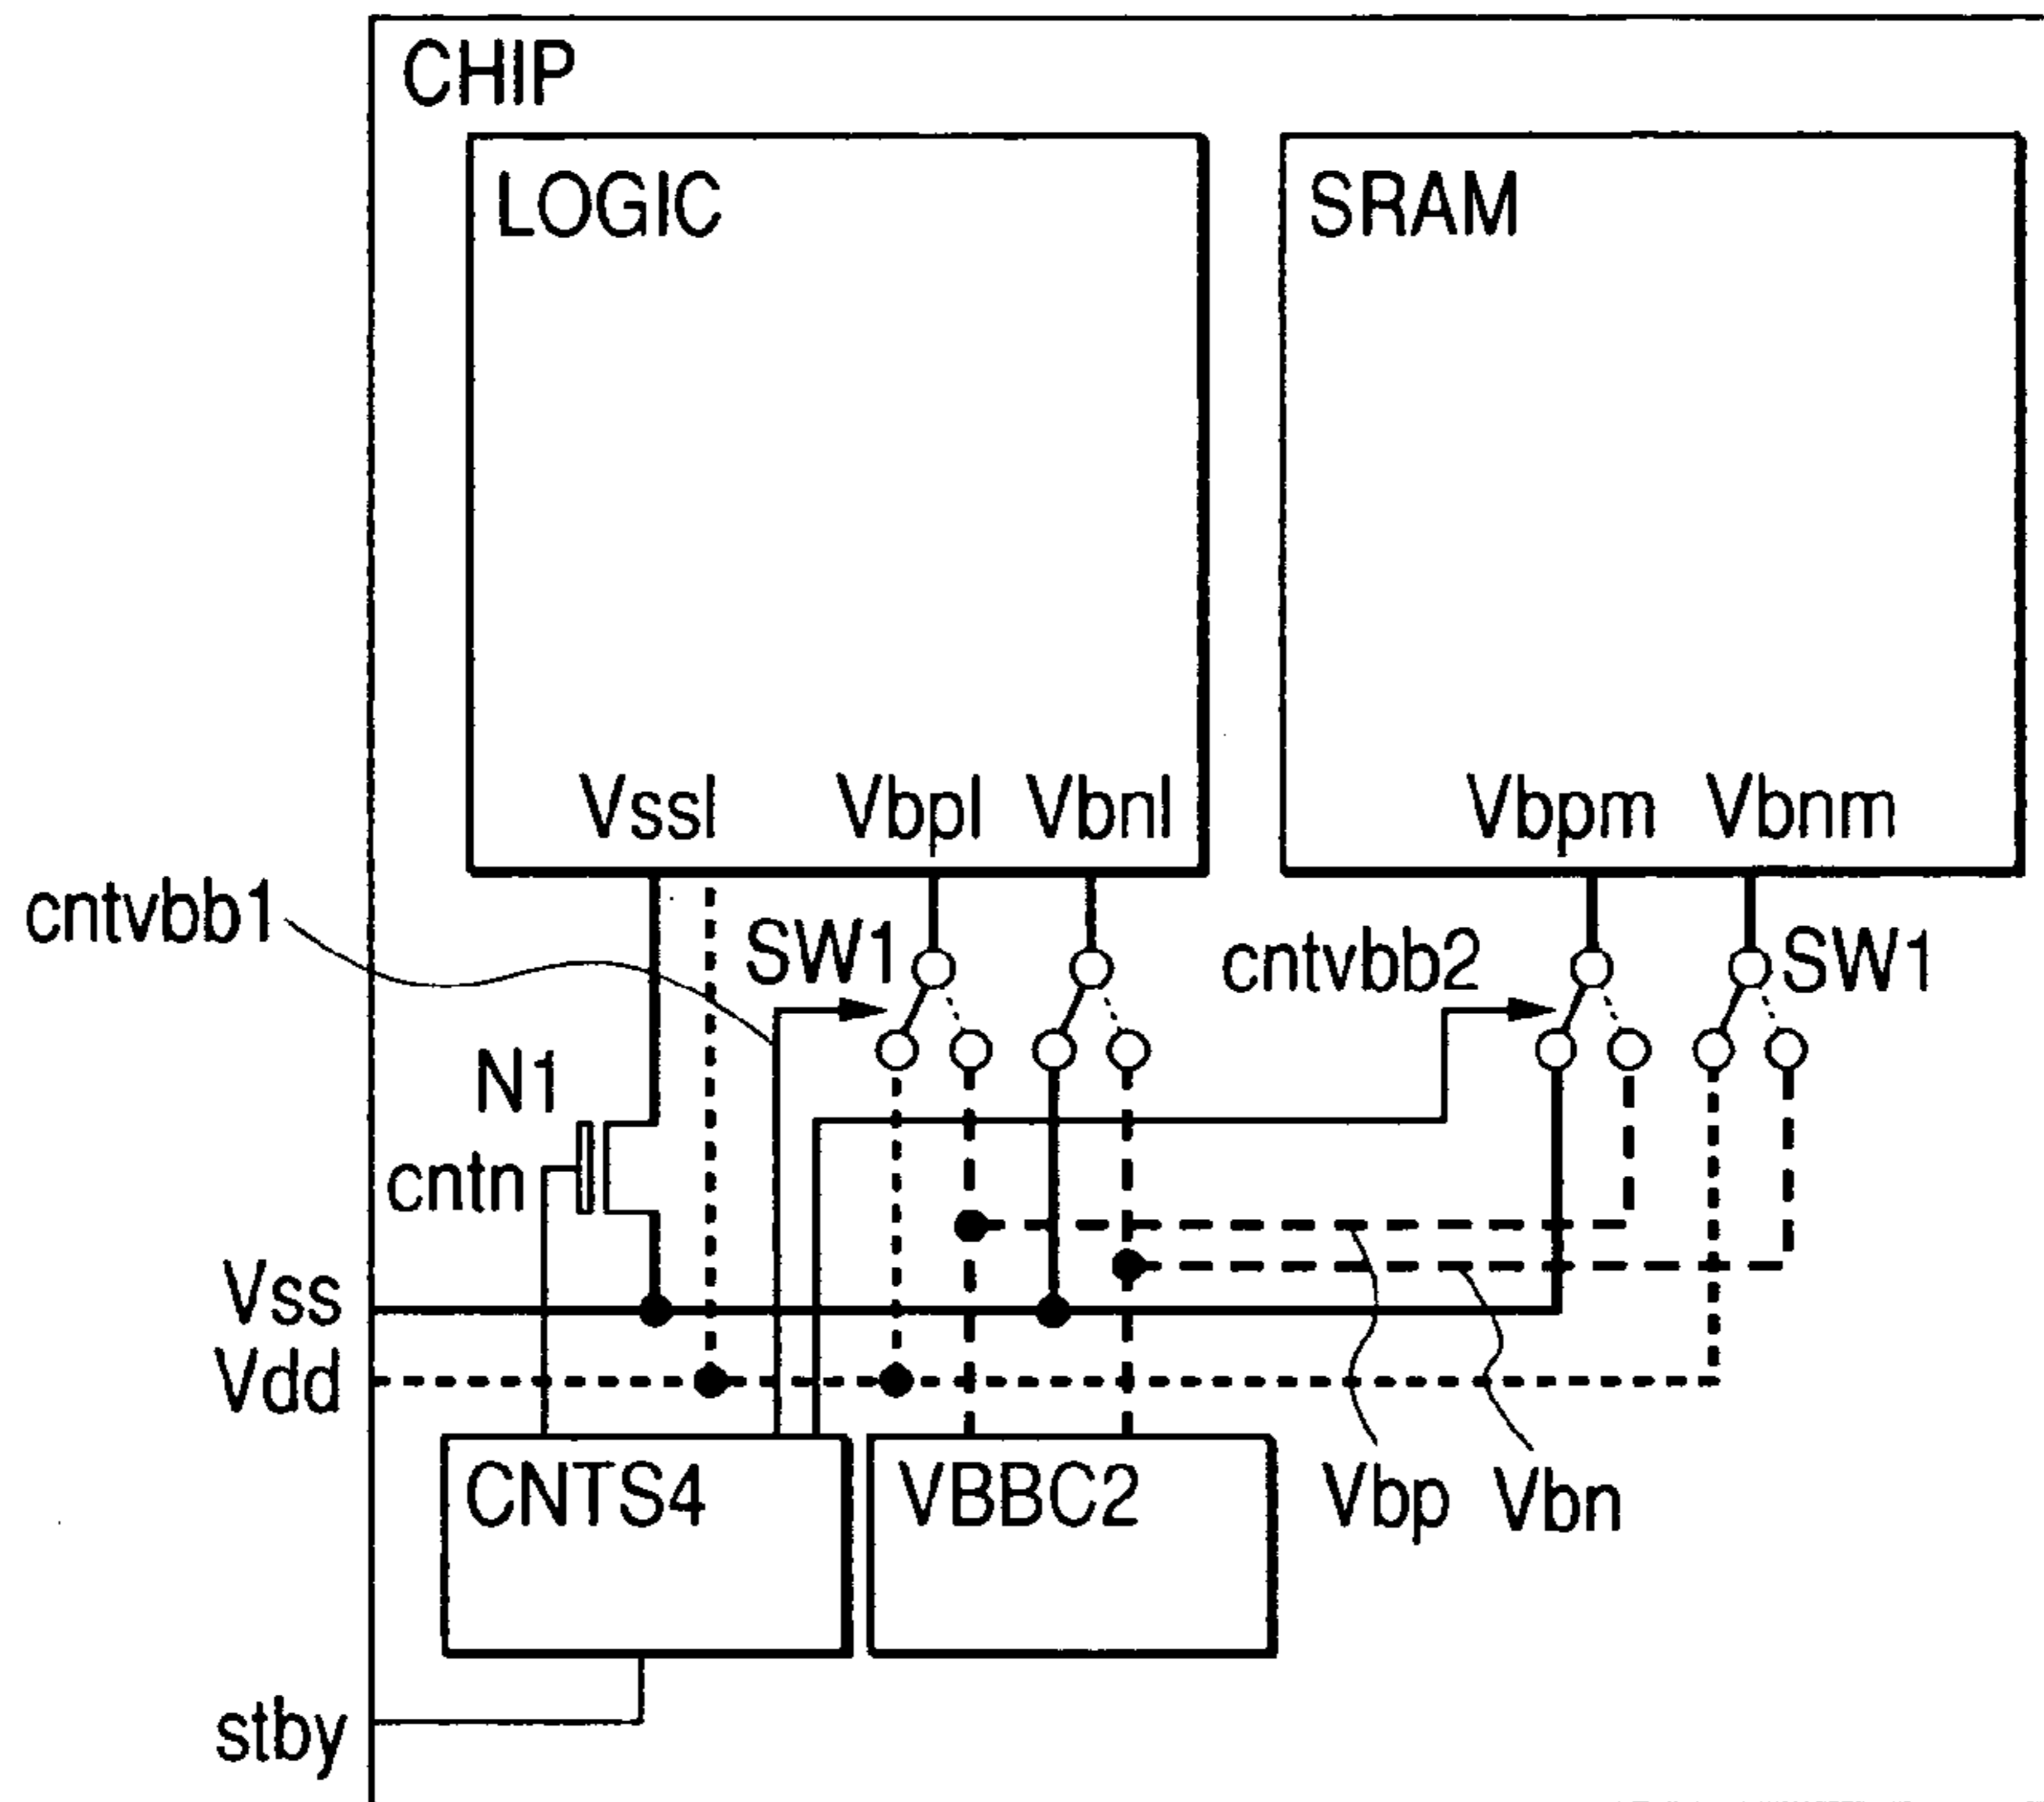 CHIP
LOGIC
SRAM
Vssl
Vbpl
Vbnl
Vbpm
Vbnm
cntvbb1
SW1
cntvbb2
SW1
N1
cntn
Vss
Vdd
CNTS4
VBBC2
Vbp
Vbn
stby